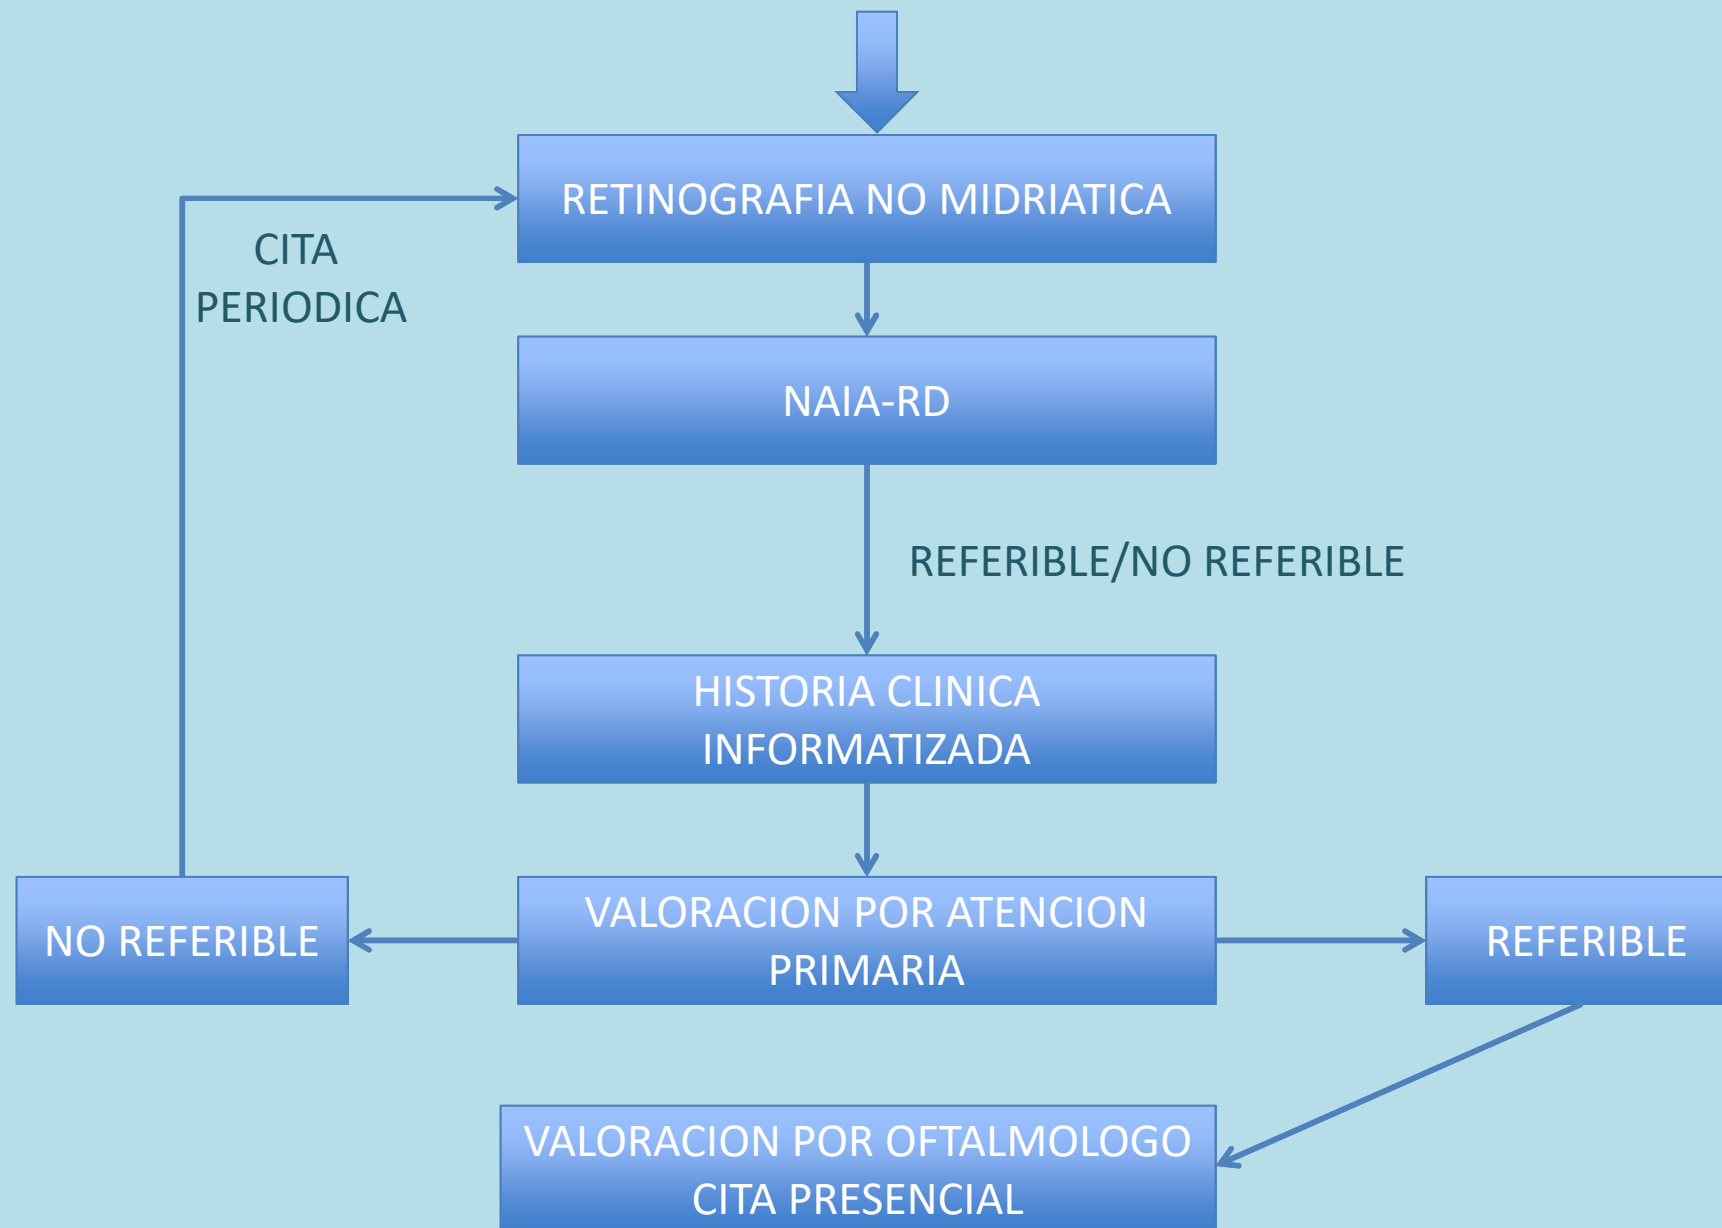 RETINOGRAFIA NO MIDRIATICA
CITA
PERIODICA
NAIA-RD
REFERIBLE/NO REFERIBLE
HISTORIA CLINICA
INFORMATIZADA
NO REFERIBLE
VALORACION POR ATENCION
PRIMARIA
REFERIBLE
VALORACION POR OFTALMOLOGO
CITA PRESENCIAL